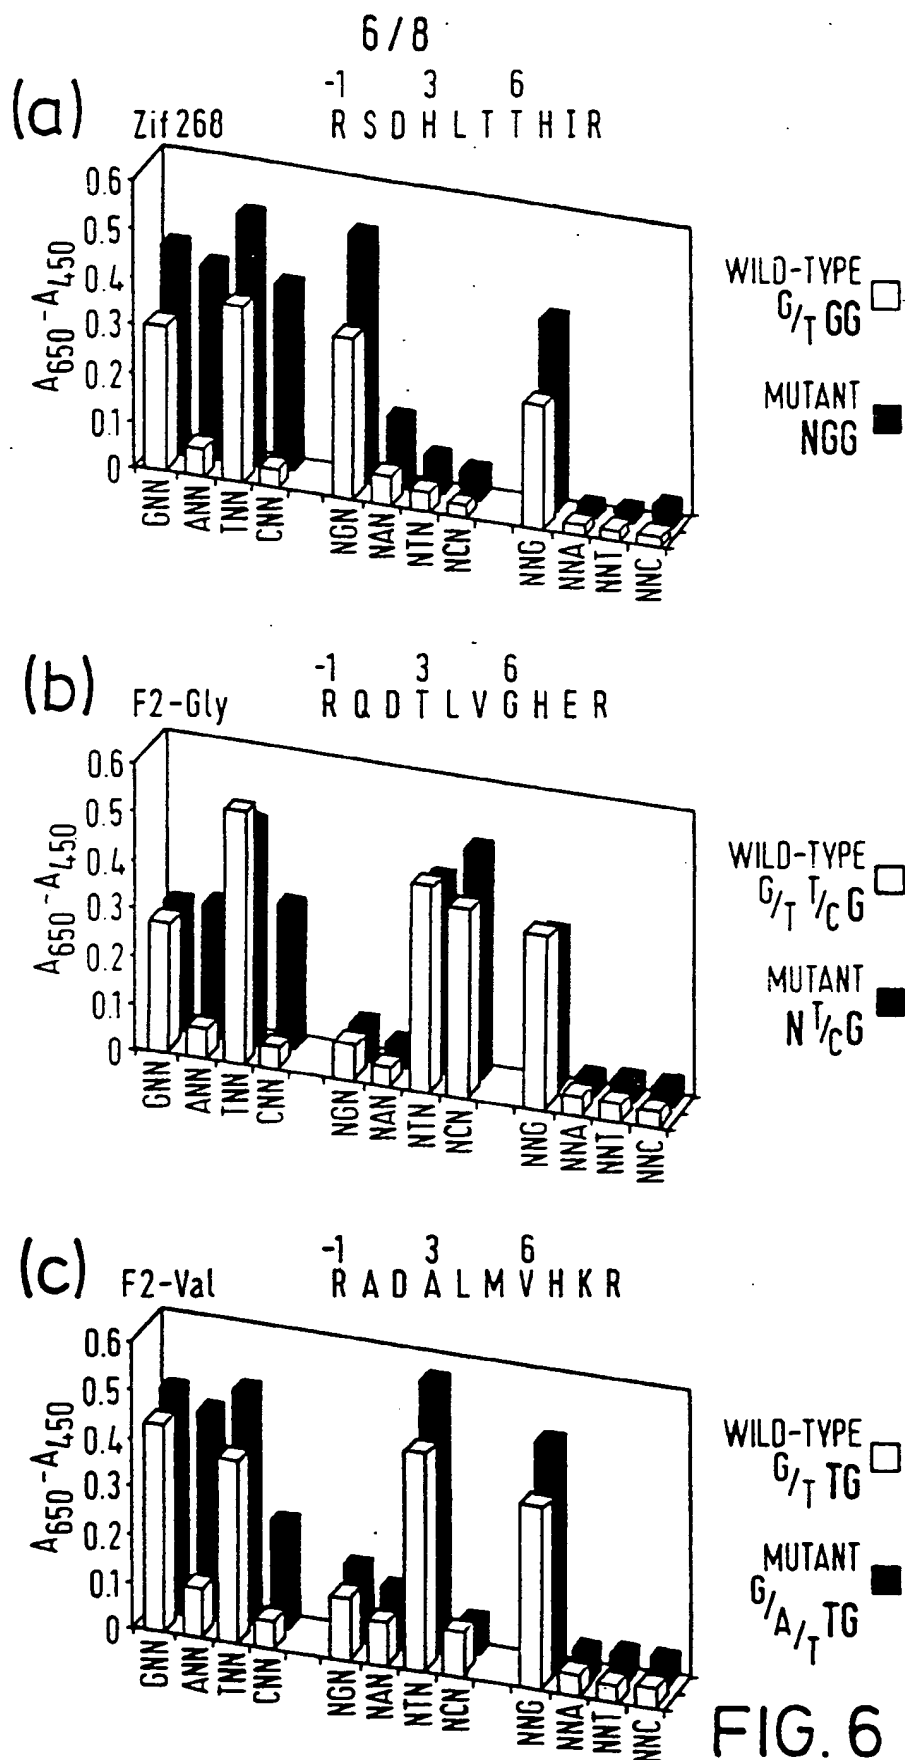 6/8
(a)
-1 3 6
Zif 268 R S D H L T T H I R
0.6
0.5
0.4
0.3
0.2
0.1
0
A650-A450
GNN ANN TNN CNN NGN NAN NTN NCN NNG NNA NNT NNC
WILD-TYPE
G/T GG
MUTANT
NGG
(b)
-1 3 6
F2-Gly R Q D T L V G H E R
0.6
0.5
0.4
0.3
0.2
0.1
0
A650-A450
GNN ANN TNN CNN NGN NAN NTN NCN NNG NNA NNT NNC
WILD-TYPE
G/T T/C G
MUTANT
N T/C G
(c)
-1 3 6
F2-Val R A D A L M V H K R
0.6
0.5
0.4
0.3
0.2
0.1
0
A650-A450
GNN ANN TNN CNN NGN NAN NTN NCN NNG NNA NNT NNC
WILD-TYPE
G/T TG
MUTANT
G/A/T TG
FIG. 6